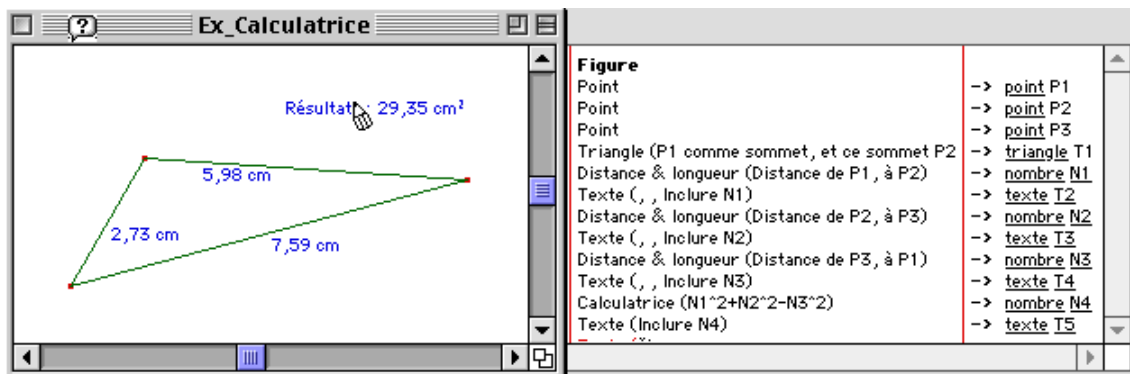 Ex_Calculatrice
Résultat : 29,35 cm²
5,98 cm
2,73 cm
7,59 cm
Figure
Point -> point P1
Point -> point P2
Point -> point P3
Triangle (P1 comme sommet, et ce sommet P2 -> triangle T1
Distance & longueur (Distance de P1, à P2) -> nombre N1
Texte (, , Inclure N1) -> texte T2
Distance & longueur (Distance de P2, à P3) -> nombre N2
Texte (, , Inclure N2) -> texte T3
Distance & longueur (Distance de P3, à P1) -> nombre N3
Texte (, , Inclure N3) -> texte T4
Calculatrice (N1^2+N2^2-N3^2) -> nombre N4
Texte (Inclure N4) -> texte T5